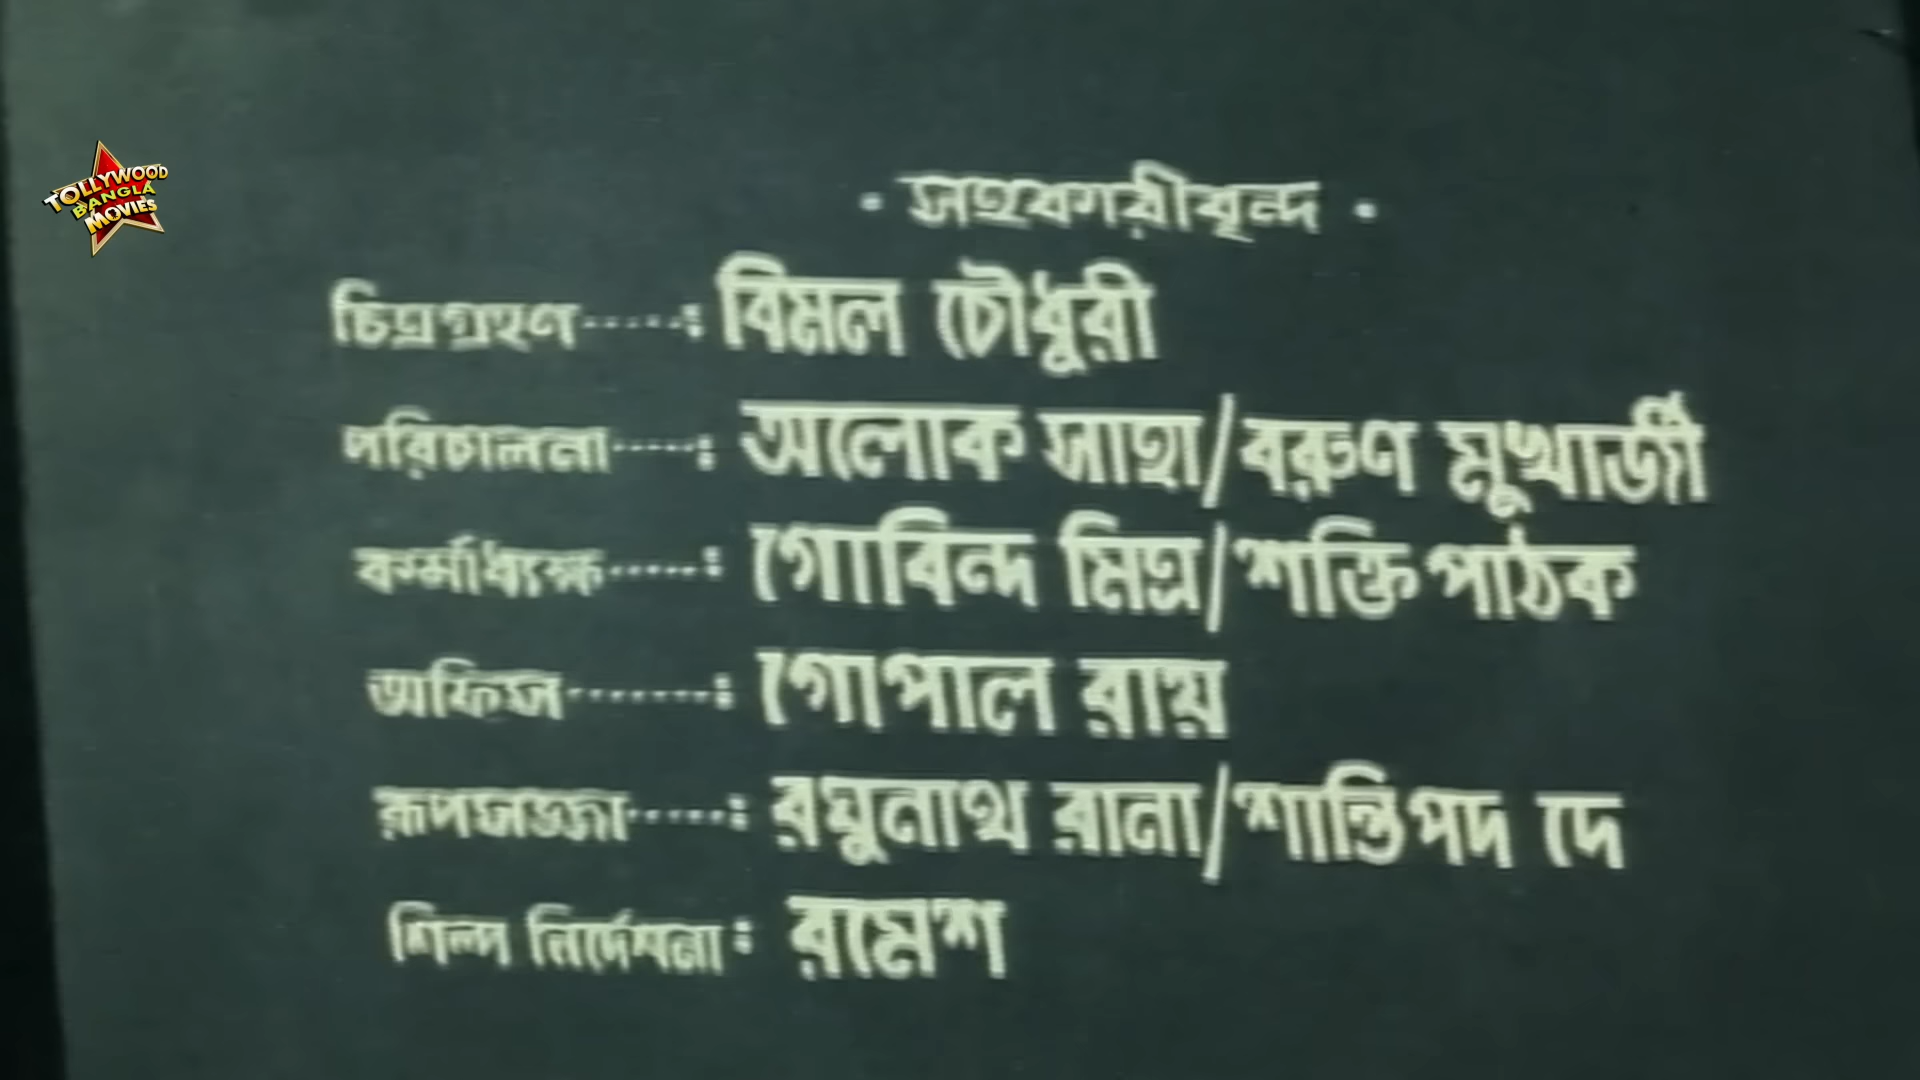 TOLLYWOOD
BANGLA
MOVIES
• সহকারীবৃন্দ •
চিত্রগ্রহণ·····: বিমল চৌধুরী
পরিচালনা·····: অলোক সাহা/বরুণ মুখার্জী
কর্মাধ্যক্ষ·····: গোবিন্দ মিত্র/শক্তি পাঠক
অফিস·······: গোপাল রায়
রূপসজ্জা·····: রঘুনাথ রানা/শান্তিপদ দে
শিল্প নির্দেশনা: রমেশ